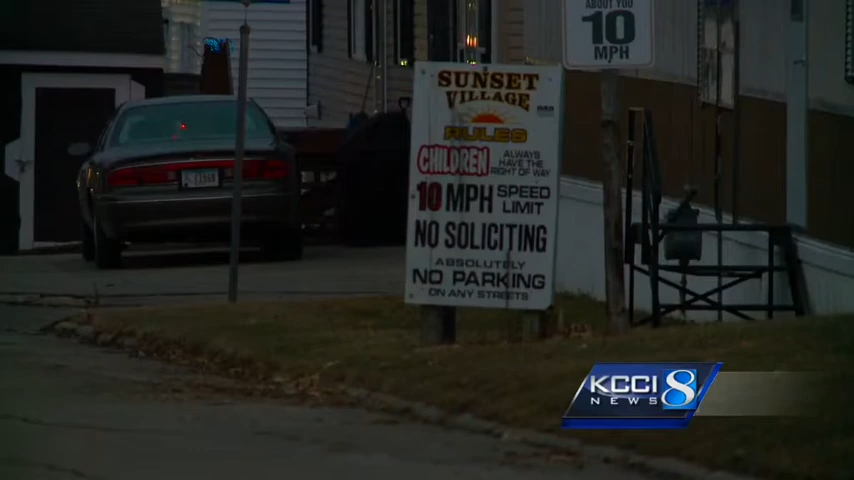 ABOUT YOU
10
MPH
SUNSET
VILLAGE
RULES
CHILDREN ALWAYS HAVE THE RIGHT OF WAY
10 MPH SPEED LIMIT
NO SOLICITING
ABSOLUTELY
NO PARKING
ON ANY STREETS
KCCI 8
NEWS